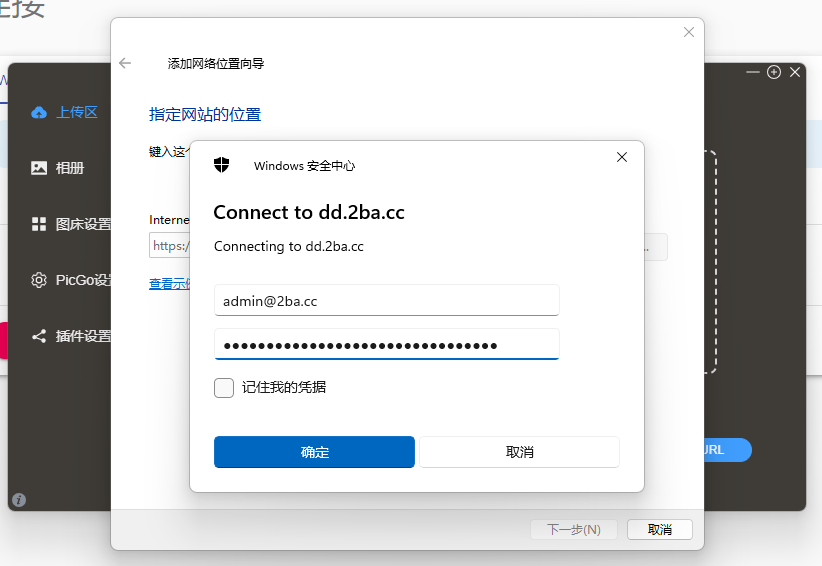 连接
添加网络位置向导
上传区
相册
图床设置
PicGo设
插件设置
指定网站的位置
键入这个
Windows 安全中心
Connect to dd.2ba.cc
Connecting to dd.2ba.cc
Interne
https:/
查看示例
admin@2ba.cc
●●●●●●●●●●●●●●●●●●●●●●●●●●●●●●●●
记住我的凭据
确定
取消
URL
下一步(N)
取消